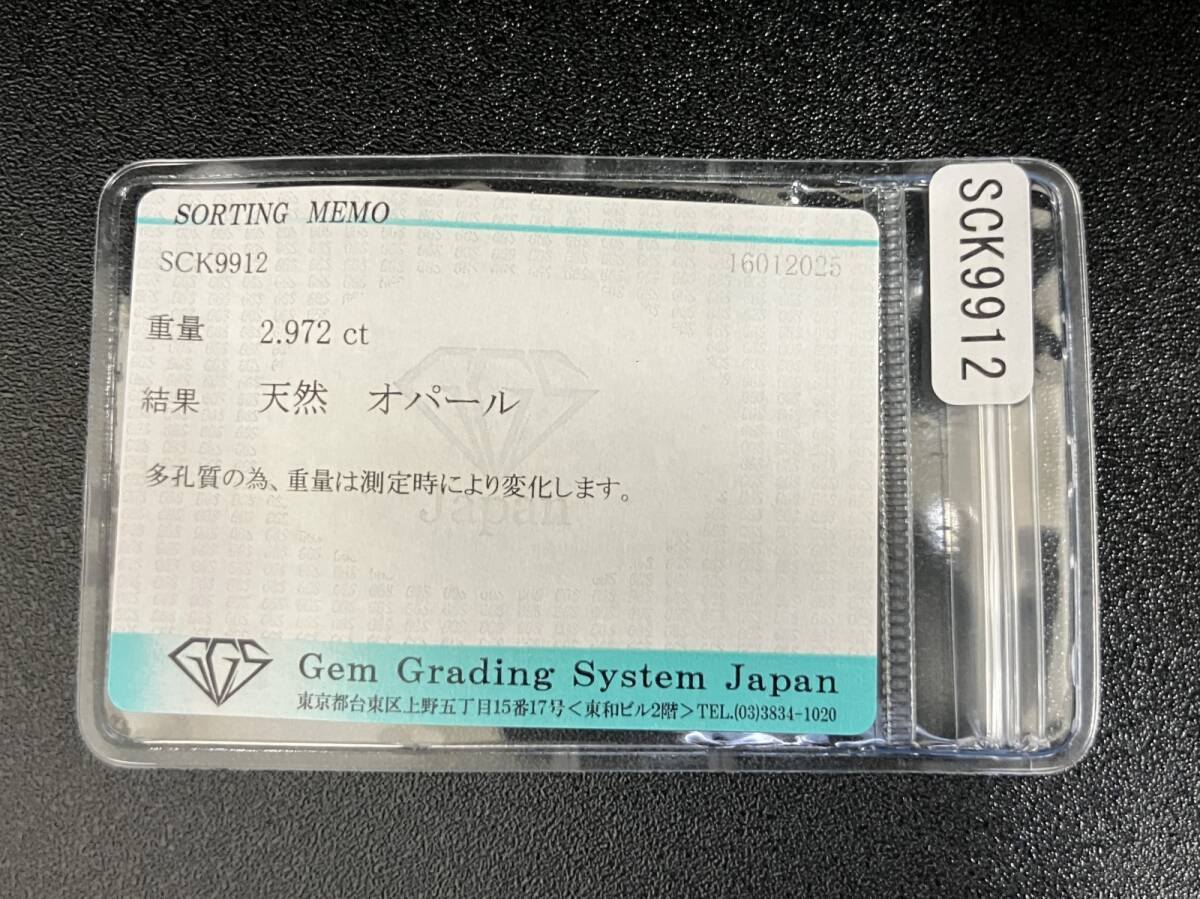 SORTING MEMO
SCK9912 16012025
重量 2.972 ct
結果 天然 オパール
多孔質の為、重量は測定時により変化します。
GGS
Japan
GGS Gem Grading System Japan
東京都台東区上野五丁目15番17号＜東和ビル2階＞TEL.(03)3834-1020
SCK9912